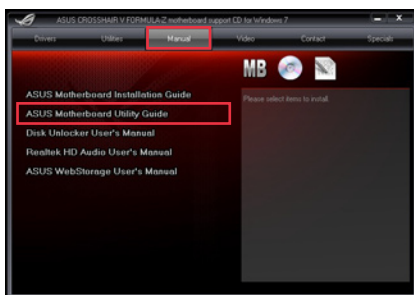 ASUS CROSSHAIR V FORMULA-Z motherboard support CD for Windows 7
Drivers Utilities Manual Video Contact Specials
MB
ASUS Motherboard Installation Guide
Please select items to install.
ASUS Motherboard Utility Guide
Disk Unlocker User's Manual
Realtek HD Audio User's Manual
ASUS WebStorage User's Manual